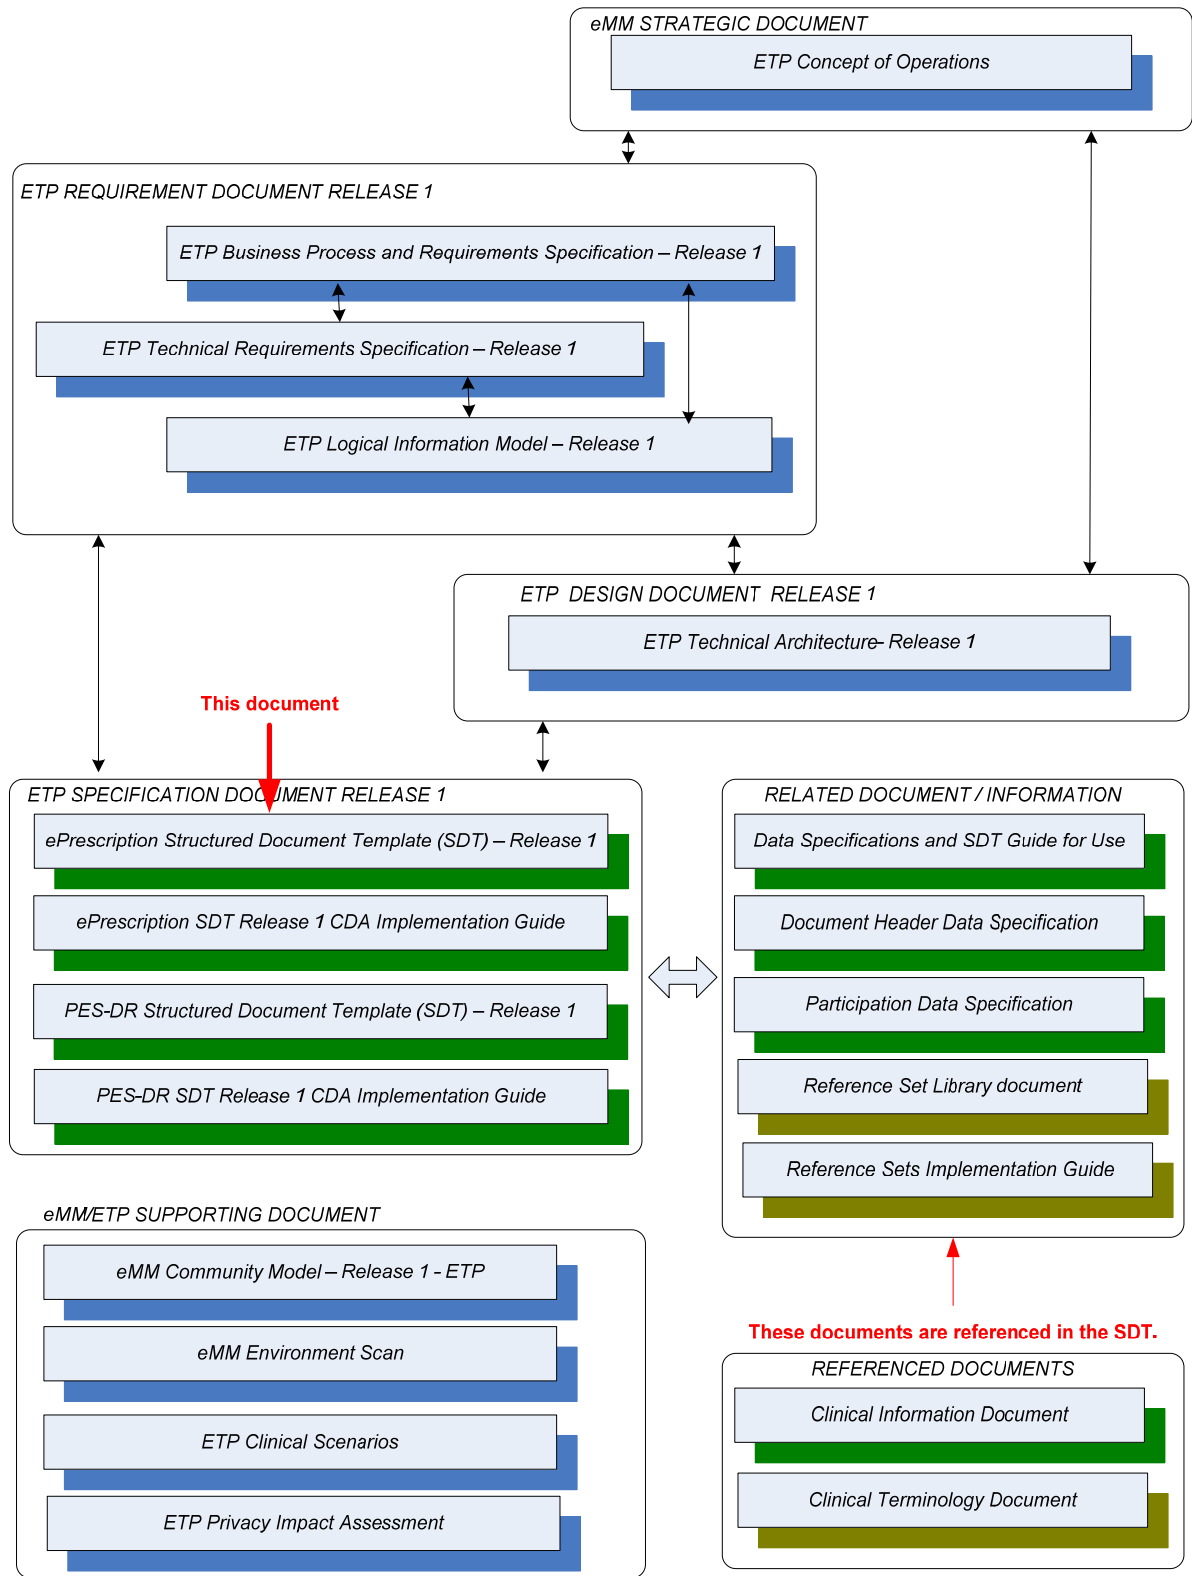 eMM STRATEGIC DOCUMENT
ETP Concept of Operations
ETP REQUIREMENT DOCUMENT RELEASE 1
ETP Business Process and Requirements Specification – Release 1
ETP Technical Requirements Specification – Release 1
ETP Logical Information Model – Release 1
ETP DESIGN DOCUMENT RELEASE 1
ETP Technical Architecture– Release 1
This document
ETP SPECIFICATION DOCUMENT RELEASE 1
ePrescription Structured Document Template (SDT) – Release 1
ePrescription SDT Release 1 CDA Implementation Guide
PES-DR Structured Document Template (SDT) – Release 1
PES-DR SDT Release 1 CDA Implementation Guide
RELATED DOCUMENT / INFORMATION
Data Specifications and SDT Guide for Use
Document Header Data Specification
Participation Data Specification
Reference Set Library document
Reference Sets Implementation Guide
eMM/ETP SUPPORTING DOCUMENT
eMM Community Model – Release 1 - ETP
eMM Environment Scan
ETP Clinical Scenarios
ETP Privacy Impact Assessment
These documents are referenced in the SDT.
REFERENCED DOCUMENTS
Clinical Information Document
Clinical Terminology Document